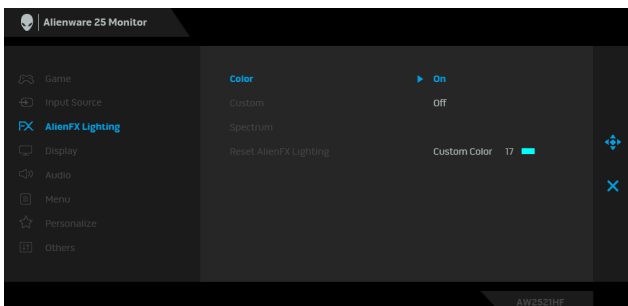 Alienware 25 Monitor
Game
Input Source
FX AlienFX Lighting
Display
Audio
Menu
Personalize
Others
Color
Custom
Spectrum
Reset AlienFX Lighting
On
Off
Custom Color 17
AW2521HF